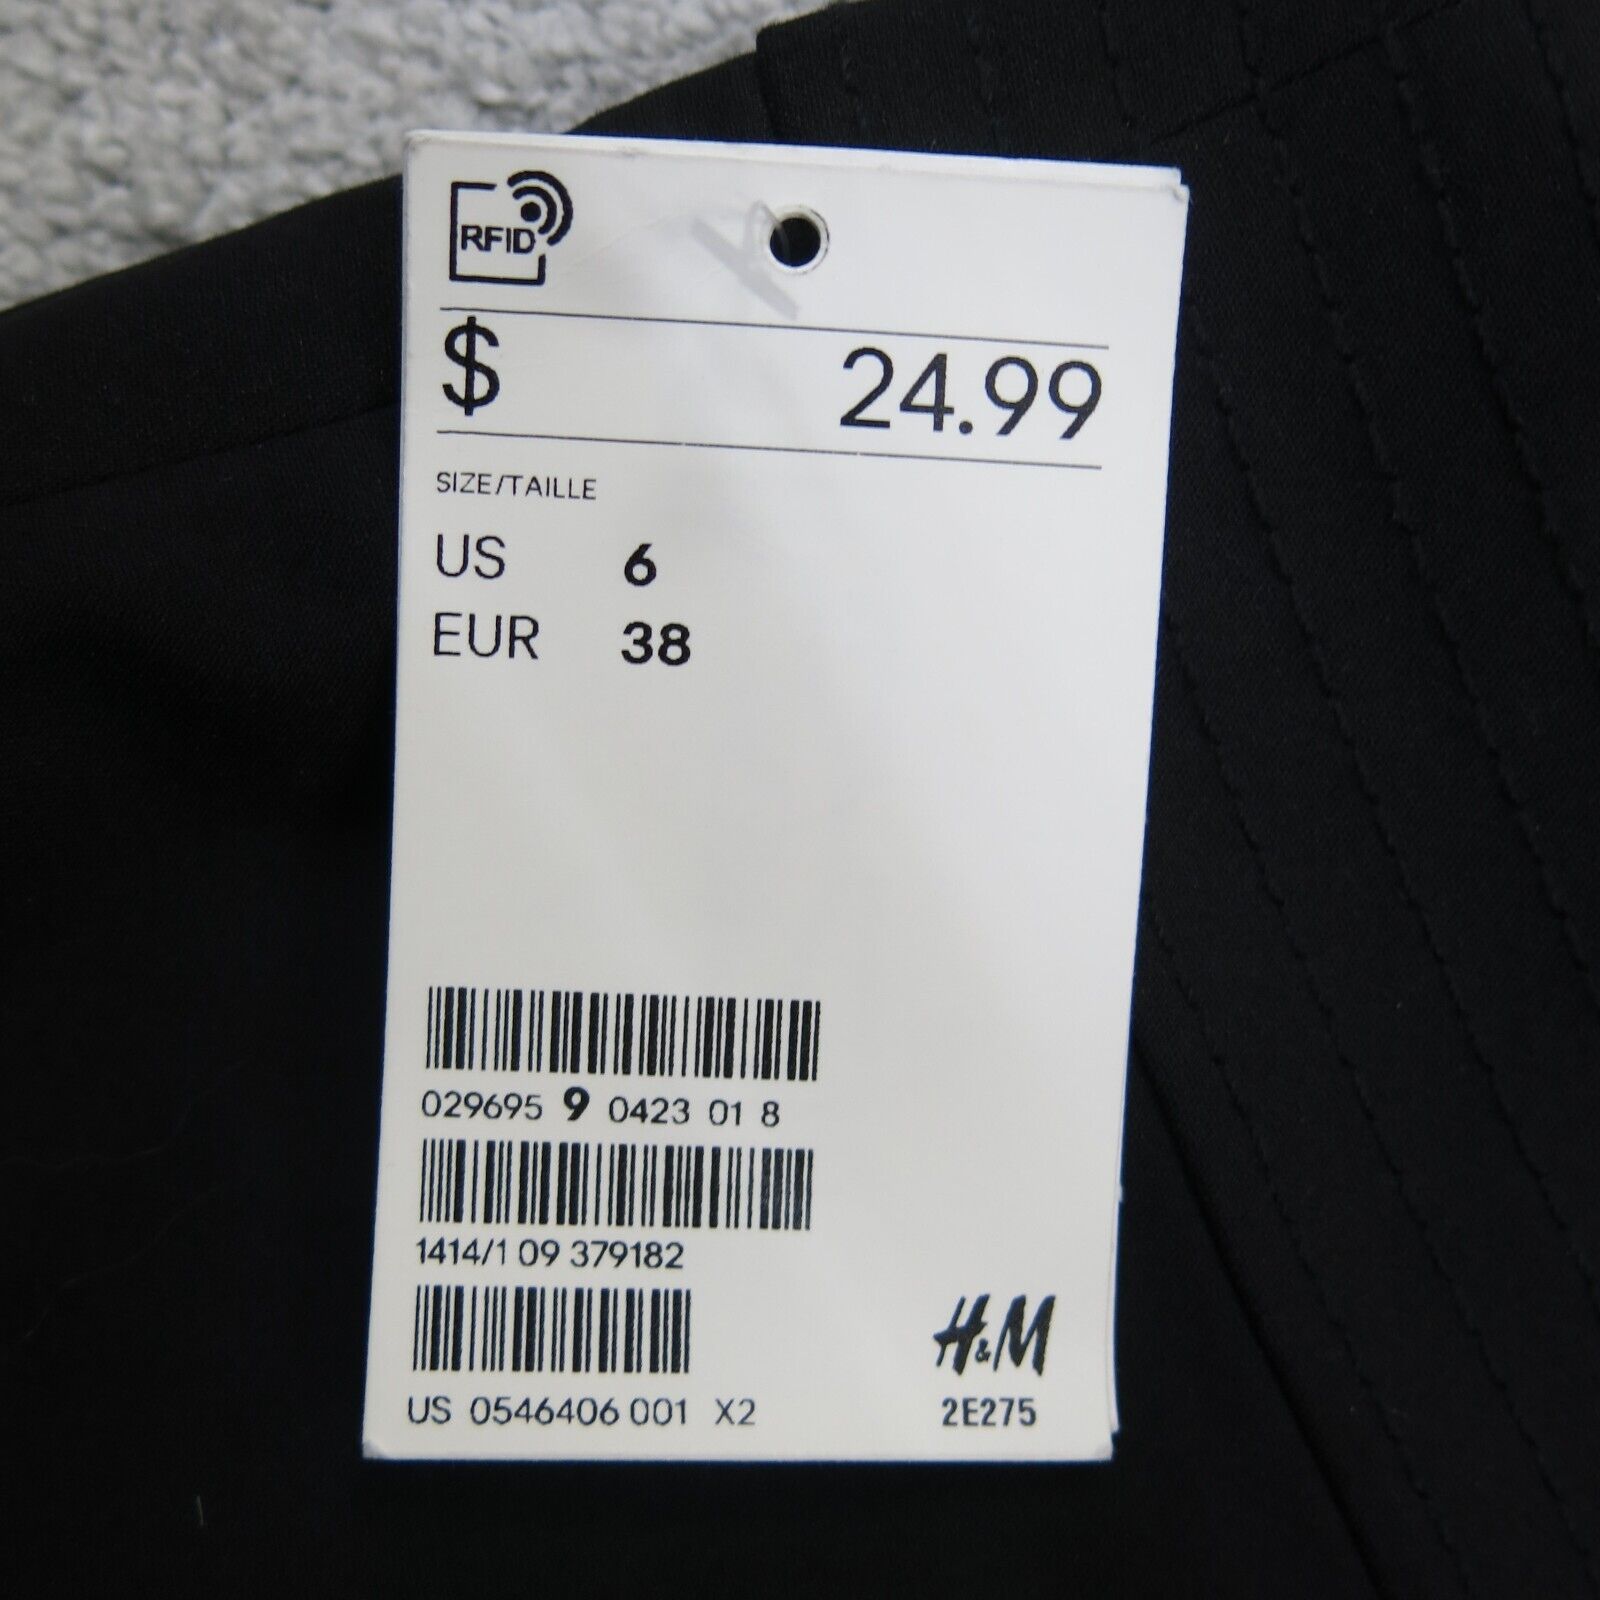 RFID
$ 24.99
SIZE/TAILLE
US 6
EUR 38
029695 9 0423 01 8
1414/1 09 379182
H&M
US 0546406 001 X2
2E275